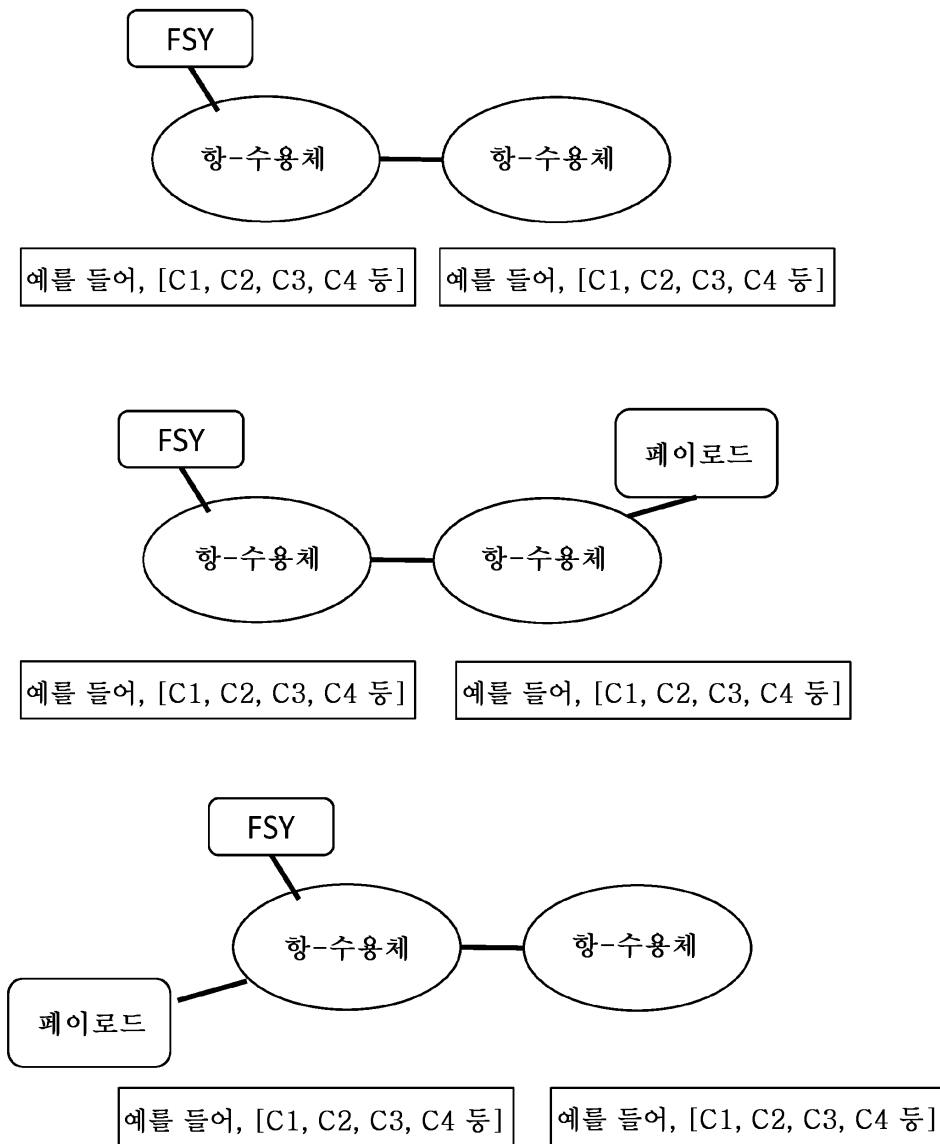 FSY
항-수용체 항-수용체
예를 들어, [C1, C2, C3, C4 등] 예를 들어, [C1, C2, C3, C4 등]
FSY
페이로드
항-수용체 항-수용체
예를 들어, [C1, C2, C3, C4 등] 예를 들어, [C1, C2, C3, C4 등]
FSY
항-수용체 항-수용체
페이로드
예를 들어, [C1, C2, C3, C4 등] 예를 들어, [C1, C2, C3, C4 등]